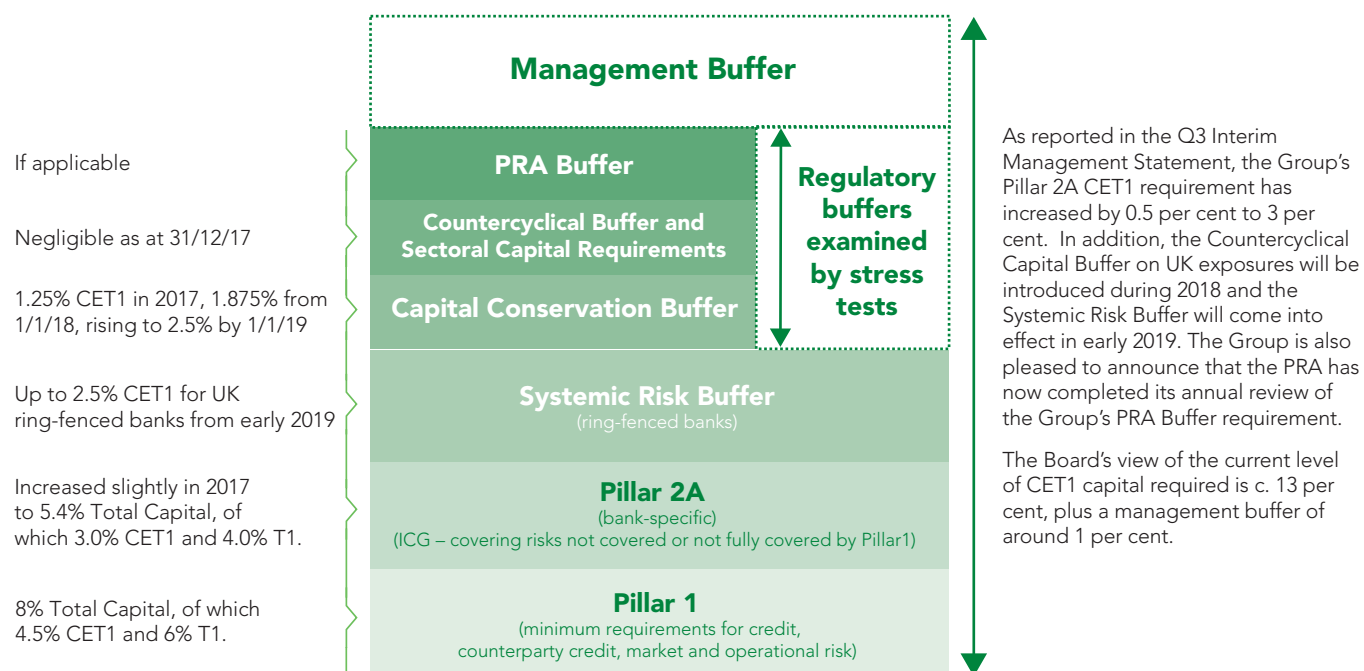 Management Buffer
If applicable
PRA Buffer
Negligible as at 31/12/17
Countercyclical Buffer and
Sectoral Capital Requirements
1.25% CET1 in 2017, 1.875% from
1/1/18, rising to 2.5% by 1/1/19
Capital Conservation Buffer
Regulatory
buffers
examined
by stress
tests
Up to 2.5% CET1 for UK
ring-fenced banks from early 2019
Systemic Risk Buffer
(ring-fenced banks)
Increased slightly in 2017
to 5.4% Total Capital, of
which 3.0% CET1 and 4.0% T1.
Pillar 2A
(bank-specific)
(ICG – covering risks not covered or not fully covered by Pillar1)
8% Total Capital, of which
4.5% CET1 and 6% T1.
Pillar 1
(minimum requirements for credit,
counterparty credit, market and operational risk)
As reported in the Q3 Interim
Management Statement, the Group’s
Pillar 2A CET1 requirement has
increased by 0.5 per cent to 3 per
cent.  In addition, the Countercyclical
Capital Buffer on UK exposures will be
introduced during 2018 and the
Systemic Risk Buffer will come into
effect in early 2019. The Group is also
pleased to announce that the PRA has
now completed its annual review of
the Group’s PRA Buffer requirement.
The Board’s view of the current level
of CET1 capital required is c. 13 per
cent, plus a management buffer of
around 1 per cent.